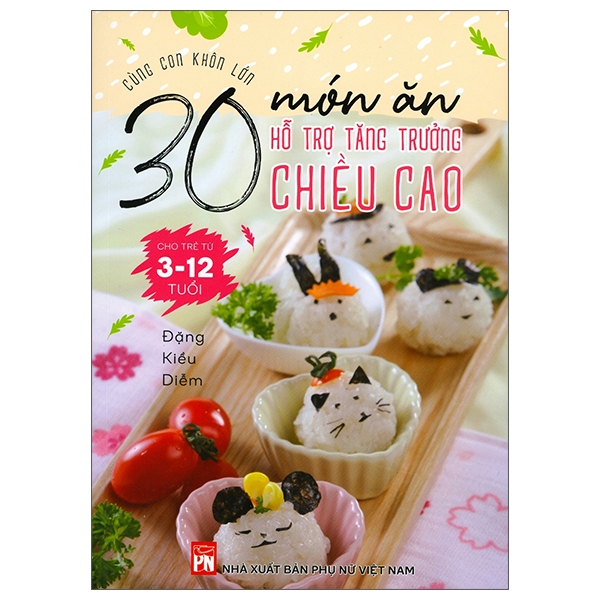 CÙNG CON KHÔN LỚN
30 món ăn
HỖ TRỢ TĂNG TRƯỞNG
CHIỀU CAO
CHO TRẺ TỪ
3-12
TUỔI
Đặng
Kiều
Diễm
PN
NHÀ XUẤT BẢN PHỤ NỮ VIỆT NAM